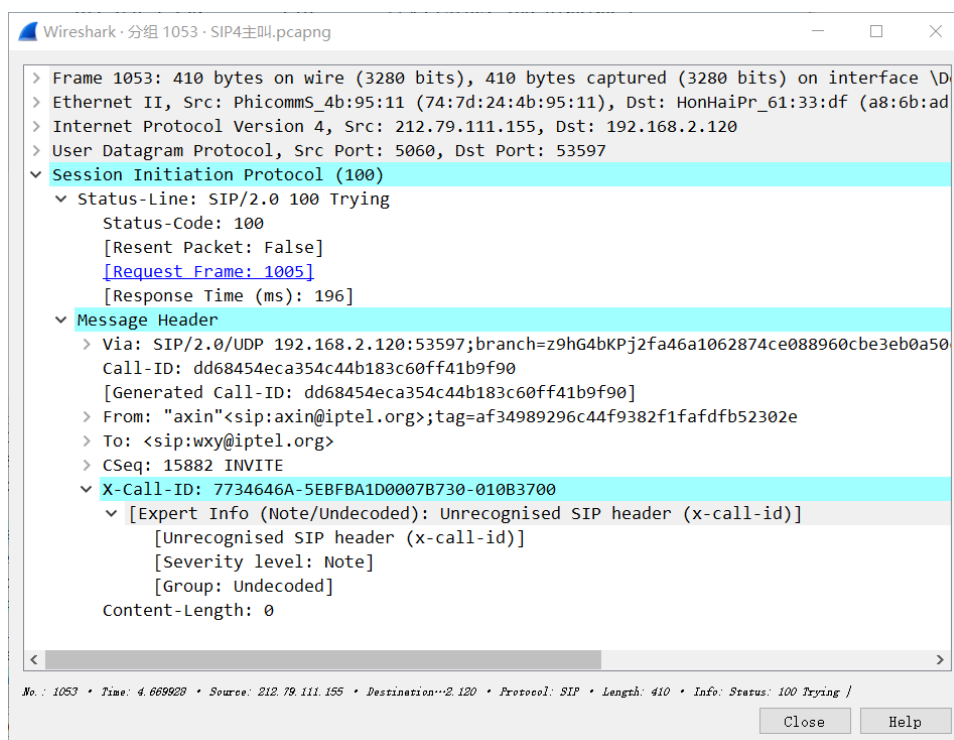 Wireshark · 分组 1053 · SIP4主叫.pcapng
Frame 1053: 410 bytes on wire (3280 bits), 410 bytes captured (3280 bits) on interface \D
Ethernet II, Src: PhicommS_4b:95:11 (74:7d:24:4b:95:11), Dst: HonHaiPr_61:33:df (a8:6b:ad
Internet Protocol Version 4, Src: 212.79.111.155, Dst: 192.168.2.120
User Datagram Protocol, Src Port: 5060, Dst Port: 53597
Session Initiation Protocol (100)
Status-Line: SIP/2.0 100 Trying
Status-Code: 100
[Resent Packet: False]
[Request Frame: 1005]
[Response Time (ms): 196]
Message Header
Via: SIP/2.0/UDP 192.168.2.120:53597;branch=z9hG4bKPj2fa46a1062874ce088960cbe3eb0a50
Call-ID: dd68454eca354c44b183c60ff41b9f90
[Generated Call-ID: dd68454eca354c44b183c60ff41b9f90]
From: "axin"<sip:axin@iptel.org>;tag=af34989296c44f9382f1fafdfb52302e
To: <sip:wxy@iptel.org>
CSeq: 15882 INVITE
X-Call-ID: 7734646A-5EBFBA1D0007B730-010B3700
[Expert Info (Note/Undecoded): Unrecognised SIP header (x-call-id)]
[Unrecognised SIP header (x-call-id)]
[Severity level: Note]
[Group: Undecoded]
Content-Length: 0
No.: 1053 · Time: 4.669928 · Source: 212.79.111.155 · Destination…2.120 · Protocol: SIP · Length: 410 · Info: Status: 100 Trying |
Close Help